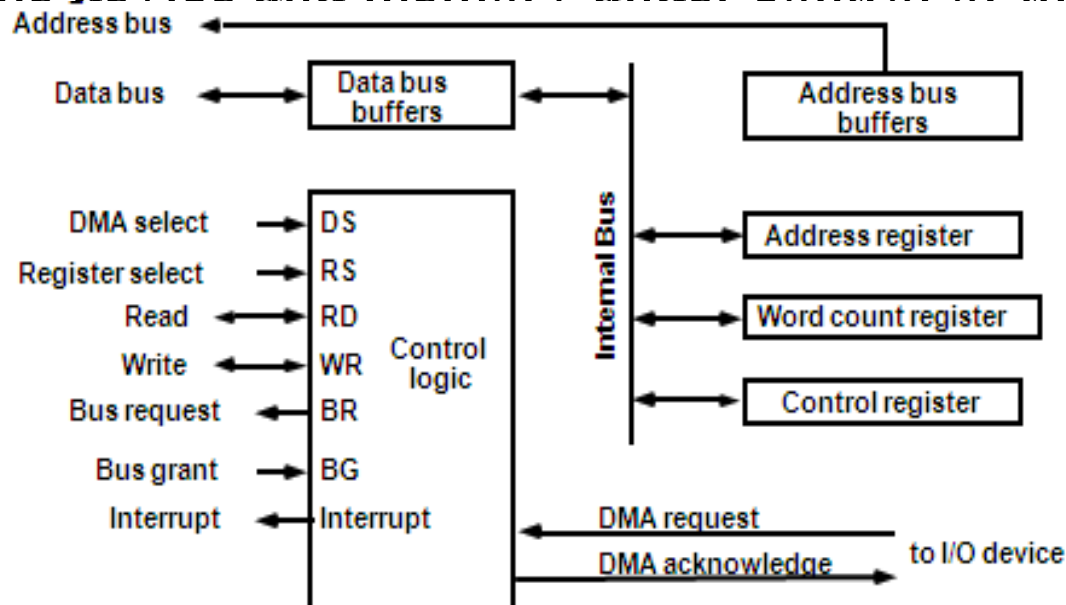 Address bus
Data bus
Data bus
buffers
Address bus
buffers
DMA select
DS
Register select
RS
Read
RD
Write
WR
Control
logic
Bus request
BR
Bus grant
BG
Interrupt
Interrupt
Internal Bus
Address register
Word count register
Control register
DMA request
DMA acknowledge
to I/O device